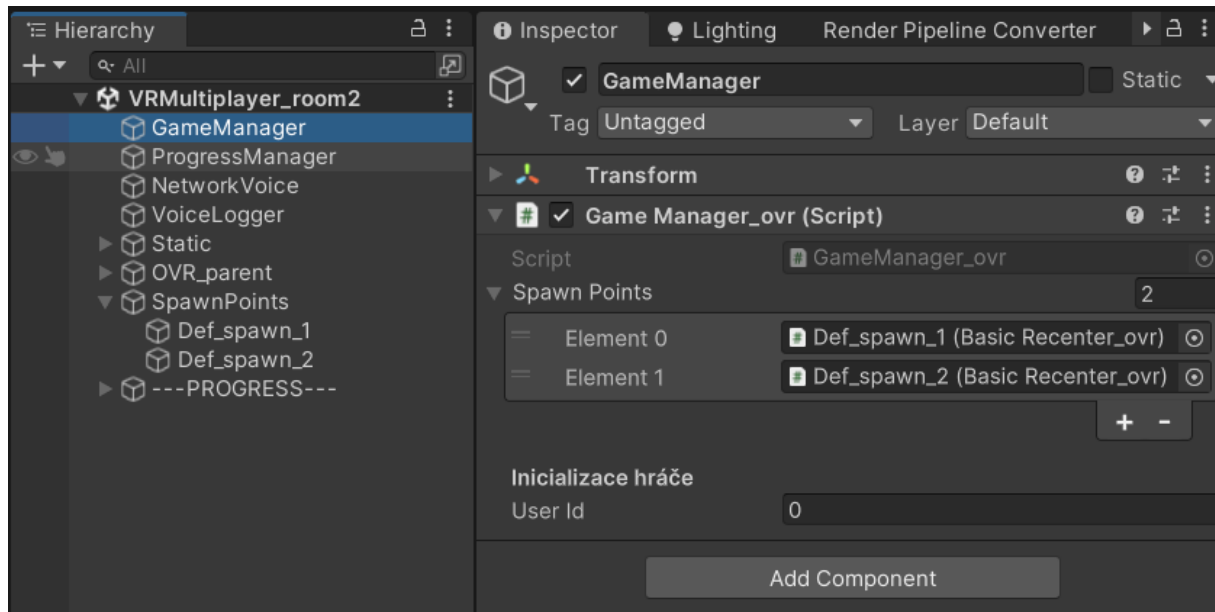 Hierarchy
All
VRMultiplayer_room2
GameManager
ProgressManager
NetworkVoice
VoiceLogger
Static
OVR_parent
SpawnPoints
Def_spawn_1
Def_spawn_2
---PROGRESS---
Inspector Lighting Render Pipeline Converter
GameManager Static
Tag Untagged Layer Default
Transform
# Game Manager_ovr (Script)
Script # GameManager_ovr
Spawn Points 2
Element 0 # Def_spawn_1 (Basic Recenter_ovr)
Element 1 # Def_spawn_2 (Basic Recenter_ovr)
+ -
Inicializace hráče
User Id 0
Add Component